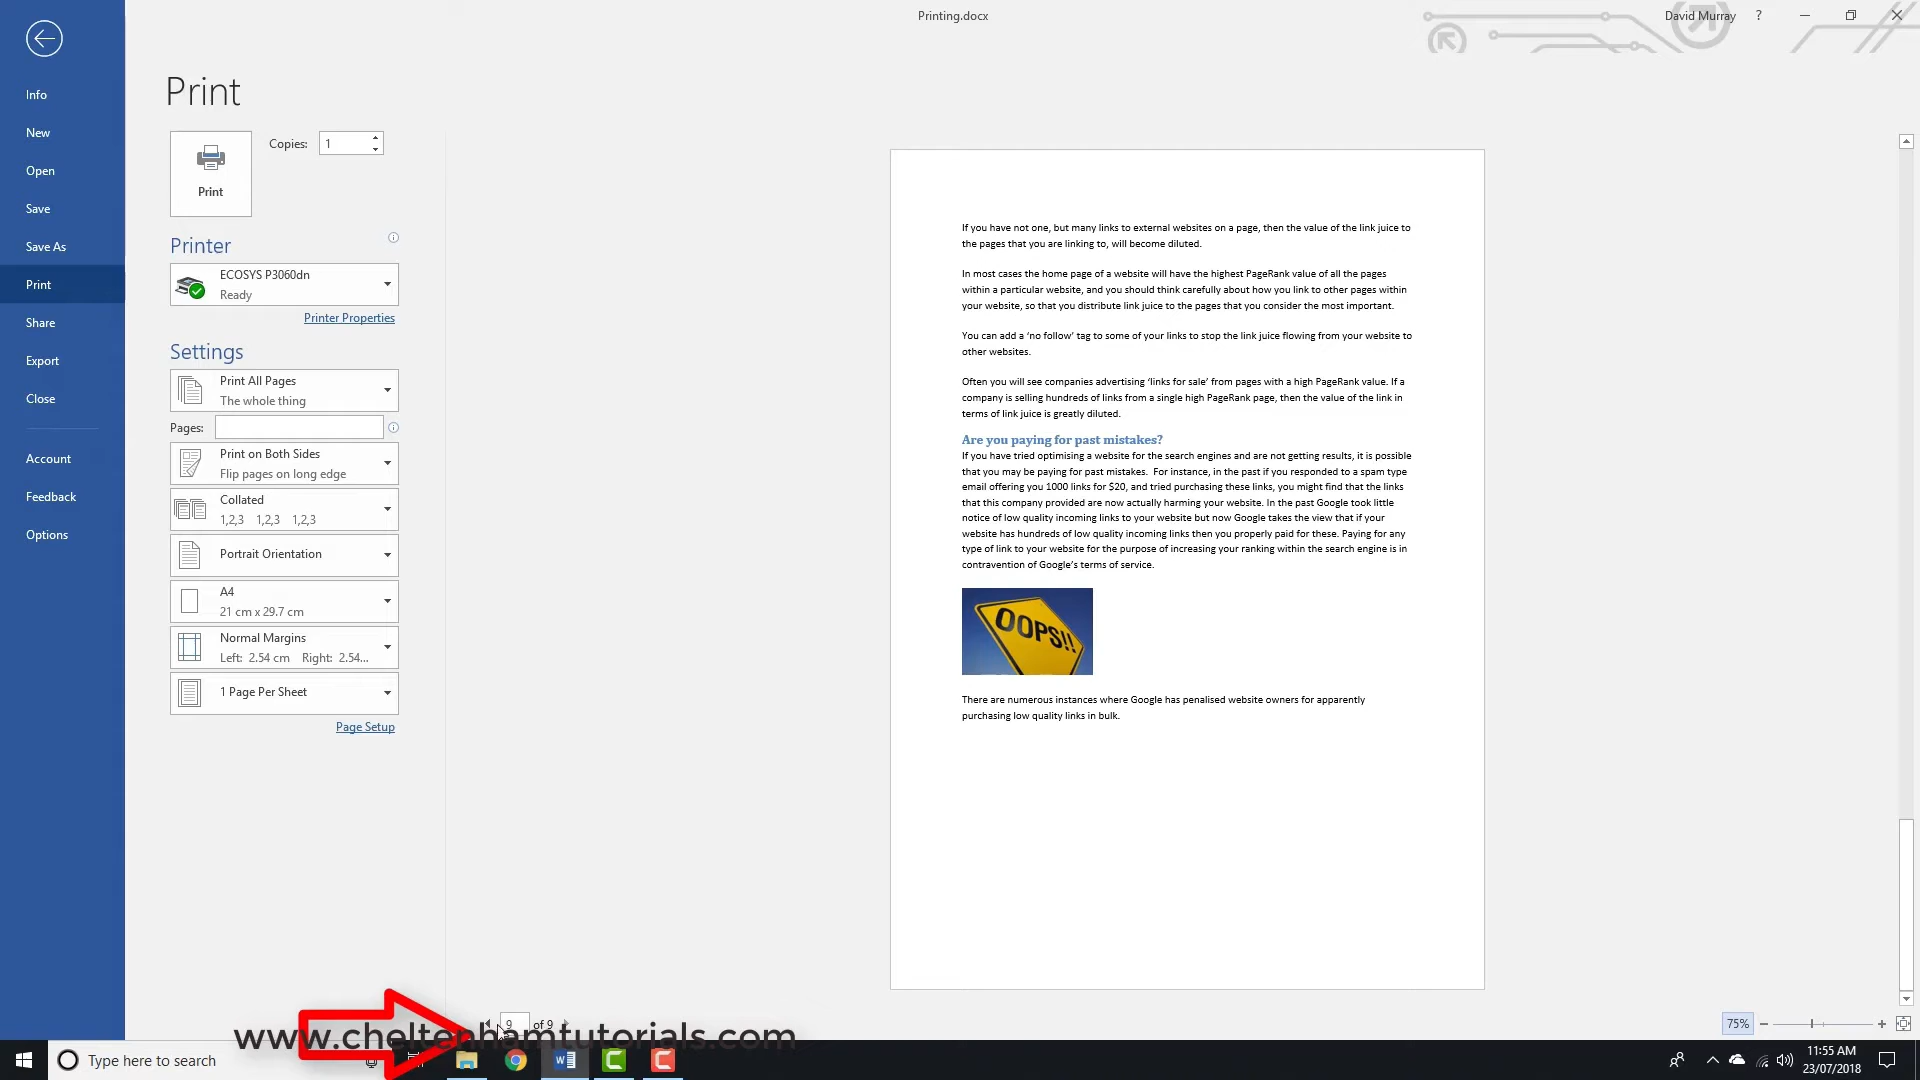 Printing.docx
David Murray
?
Info
New
Open
Save
Save As
Print
Share
Export
Close
Account
Feedback
Options
Print
Print
Copies:
1
Printer
ECOSYS P3060dn
Ready
Printer Properties
Settings
Print All Pages
The whole thing
Pages:
Print on Both Sides
Flip pages on long edge
Collated
1,2,3 1,2,3 1,2,3
Portrait Orientation
A4
21 cm x 29.7 cm
Normal Margins
Left: 2.54 cm Right: 2.54...
1 Page Per Sheet
Page Setup
If you have not one, but many links to external websites on a page, then the value of the link juice to
the pages that you are linking to, will become diluted.
In most cases the home page of a website will have the highest PageRank value of all the pages
within a particular website, and you should think carefully about how you link to other pages within
your website, so that you distribute link juice to the pages that you consider the most important.
You can add a ‘no follow’ tag to some of your links to stop the link juice flowing from your website to
other websites.
Often you will see companies advertising ‘links for sale’ from pages with a high PageRank value. If a
company is selling hundreds of links from a single high PageRank page, then the value of the link in
terms of link juice is greatly diluted.
Are you paying for past mistakes?
If you have tried optimising a website for the search engines and are not getting results, it is possible
that you may be paying for past mistakes. For instance, in the past if you responded to a spam type
email offering you 1000 links for $20, and tried purchasing these links, you might find that the links
that this company provided are now actually harming your website. In the past Google took little
notice of low quality incoming links to your website but now Google takes the view that if your
website has hundreds of low quality incoming links then you properly paid for these. Paying for any
type of link to your website for the purpose of increasing your ranking within the search engine is in
contravention of Google’s terms of service.
OOPS!!
There are numerous instances where Google has penalised website owners for apparently
purchasing low quality links in bulk.
9 of 9
75%
www.cheltenhamtutorials.com
Type here to search
11:55 AM
23/07/2018